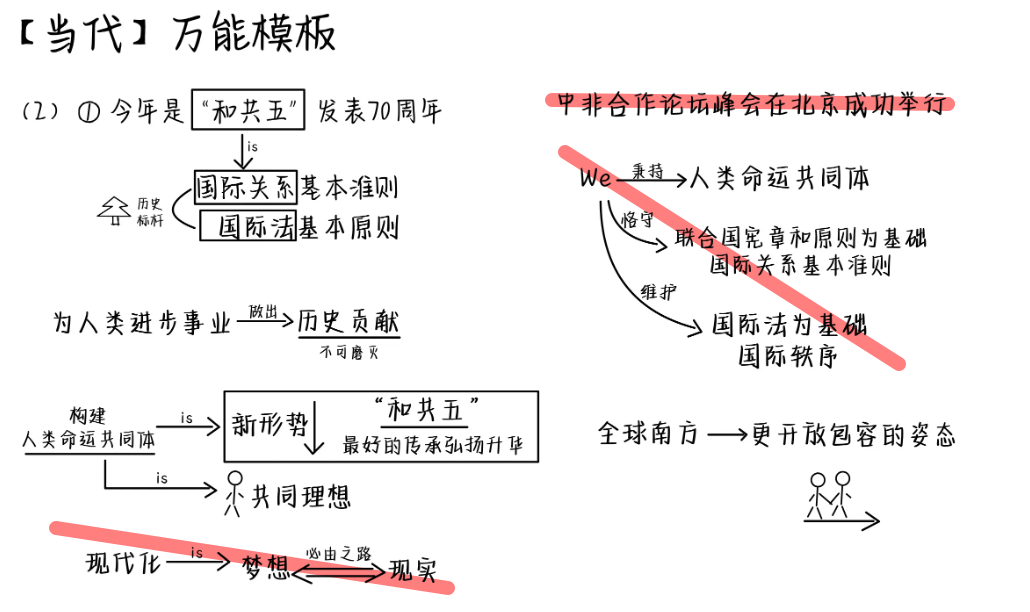 【当代】万能模板
(2) ① 今年是 “和共五” 发表70周年
is
国际关系基本准则
历史
标杆
国际法基本原则
为人类进步事业 做出 历史贡献
不可磨灭
构建
人类命运共同体
is
新形势
“和共五”
最好的传承弘扬升华
is
共同理想
现代化 is 梦想 必由之路 现实
中非合作论坛峰会在北京成功举行
We 秉持 人类命运共同体
恪守
联合国宪章和原则为基础
国际关系基本准则
维护
国际法为基础
国际秩序
全球南方 更开放包容的姿态